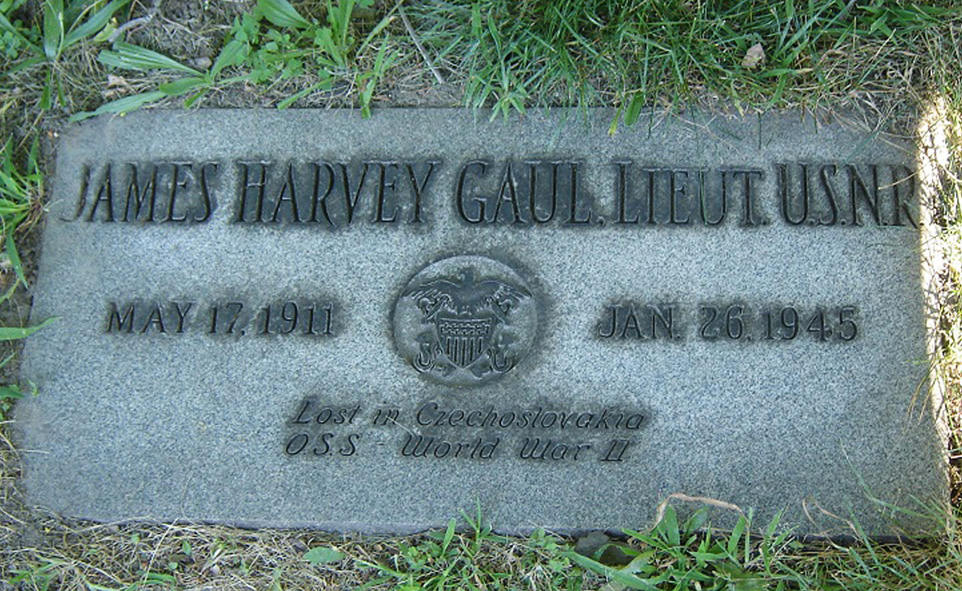 JAMES HARVEY GAUL, LIEUT. U.S.N.R
MAY 17, 1911
JAN. 26, 1945
Lost in Czechoslovakia
O.S.S - World War II